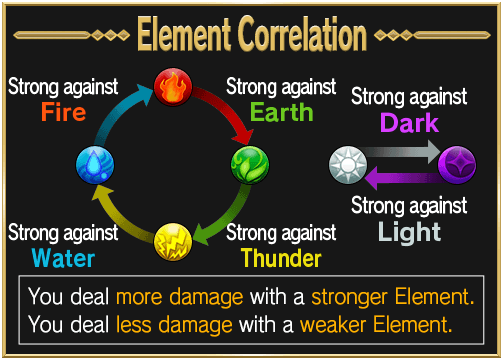 Element Correlation
Strong against
Fire
Strong against
Earth
Strong against
Dark
Strong against
Water
Strong against
Thunder
Strong against
Light
You deal more damage with a stronger Element.
You deal less damage with a weaker Element.